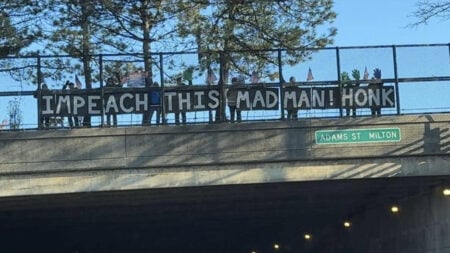 IMPEACH THIS MAD MAN! HONK
ADAMS ST. MILTON